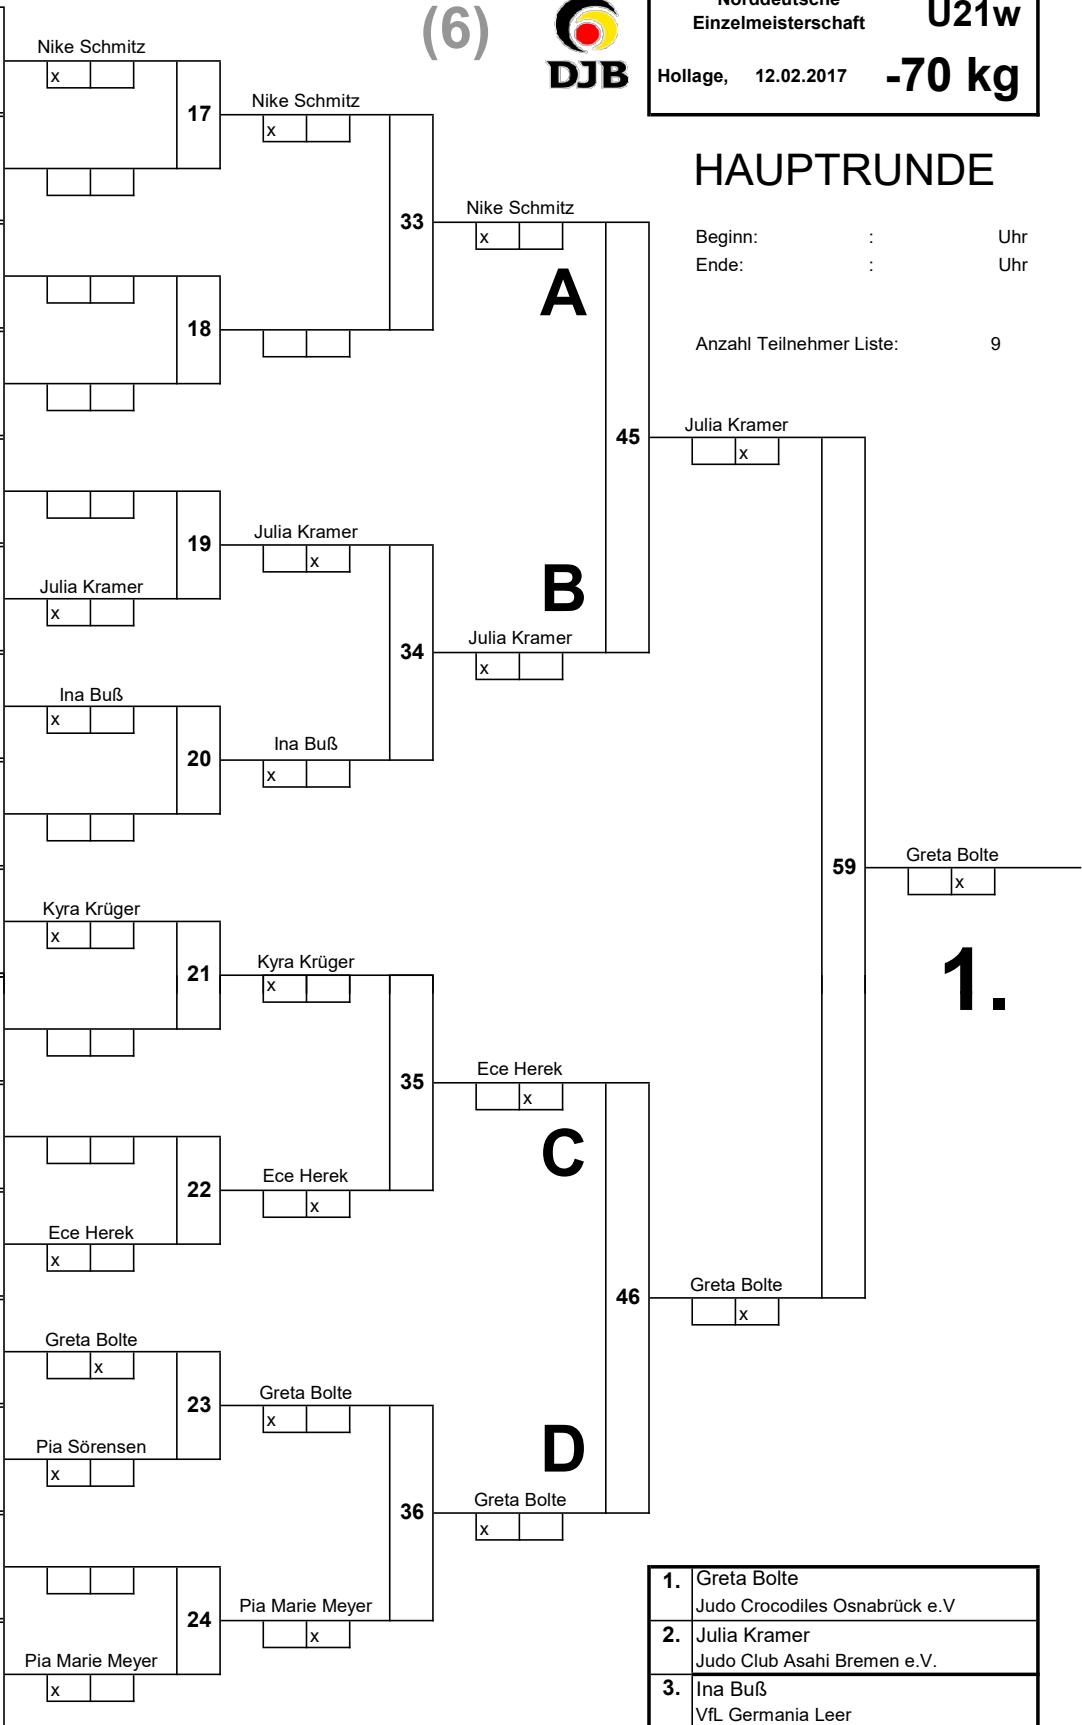 (6)
DJB
Norddeutsche
Einzelmeisterschaft
U21w
Hollage, 12.02.2017
-70 kg
HAUPTRUNDE
Beginn: : Uhr
Ende: : Uhr
Anzahl Teilnehmer Liste: 9
Nike Schmitz
x
17
Nike Schmitz
x
33
Nike Schmitz
x
A
18
45
Julia Kramer
x
19
Julia Kramer
x
Julia Kramer
x
B
34
Julia Kramer
x
Ina Buß
x
20
Ina Buß
x
59
Greta Bolte
x
1.
Kyra Krüger
x
21
Kyra Krüger
x
35
Ece Herek
x
C
22
Ece Herek
x
Ece Herek
x
46
Greta Bolte
x
Greta Bolte
x
23
Greta Bolte
x
Pia Sörensen
x
D
36
Greta Bolte
x
24
Pia Marie Meyer
x
Pia Marie Meyer
x
1. Greta Bolte
Judo Crocodiles Osnabrück e.V
2. Julia Kramer
Judo Club Asahi Bremen e.V.
3. Ina Buß
VfL Germania Leer